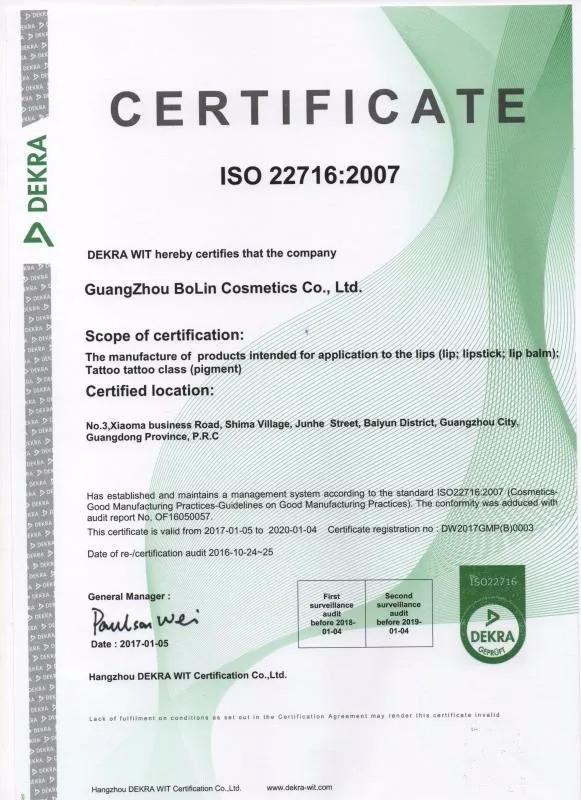 DEKRA
CERTIFICATE
ISO 22716:2007
DEKRA WIT hereby certifies that the company
GuangZhou BoLin Cosmetics Co., Ltd.
Scope of certification:
The manufacture of products intended for application to the lips (lip; lipstick; lip balm);
Tattoo tattoo class (pigment)
Certified location:
No.3,Xiaoma business Road, Shima Village, Junhe Street, Baiyun District, Guangzhou City,
Guangdong Province, P.R.C
Has established and maintains a management system according to the standard ISO22716:2007 (Cosmetics-
Good Manufacturing Practices-Guidelines on Good Manufacturing Practices). The conformity was adduced with
audit report No, OF16050057.
This certificate is valid from 2017-01-05 to 2020-01-04 Certificate registration no : DW2017GMP(B)0003
Date of re-/certification audit 2016-10-24~25
General Manager :
Paulson Wei
Date : 2017-01-05
First
surveillance
audit
before 2018-
01-04
Second
surveillance
audit
before 2019-
01-04
ISO22716
DEKRA
GEPRÜFT
Hangzhou DEKRA WIT Certification Co.,Ltd.
Lack of fulfilment on conditions as set out in the Certification Agreement may render this certificate invalid
Hangzhou DEKRA WIT Certification Co.,Ltd. www.dekra-wit.com